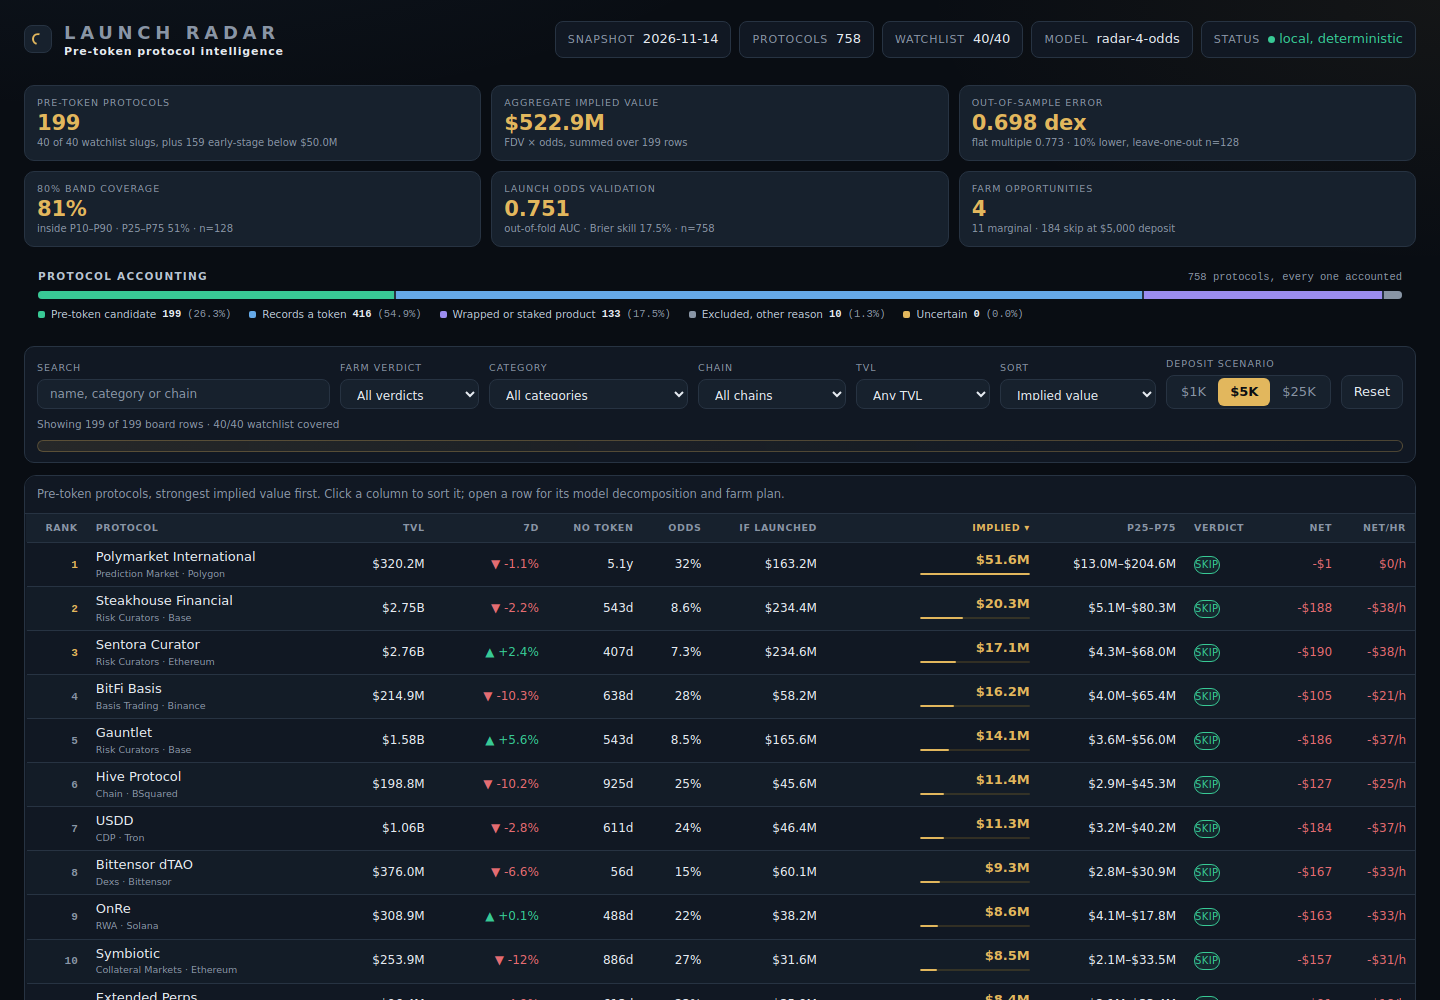 LAUNCH RADAR
Pre-token protocol intelligence
SNAPSHOT 2026-11-14
PROTOCOLS 758
WATCHLIST 40/40
MODEL radar-4-odds
STATUS local, deterministic
PRE-TOKEN PROTOCOLS
199
40 of 40 watchlist slugs, plus 159 early-stage below $50.0M
AGGREGATE IMPLIED VALUE
$522.9M
FDV × odds, summed over 199 rows
OUT-OF-SAMPLE ERROR
0.698 dex
flat multiple 0.773 · 10% lower, leave-one-out n=128
80% BAND COVERAGE
81%
inside P10–P90 · P25–P75 51% · n=128
LAUNCH ODDS VALIDATION
0.751
out-of-fold AUC · Brier skill 17.5% · n=758
FARM OPPORTUNITIES
4
11 marginal · 184 skip at $5,000 deposit
PROTOCOL ACCOUNTING
758 protocols, every one accounted
Pre-token candidate 199 (26.3%) Records a token 416 (54.9%) Wrapped or staked product 133 (17.5%) Excluded, other reason 10 (1.3%) Uncertain 0 (0.0%)
SEARCH
name, category or chain
FARM VERDICT
All verdicts
CATEGORY
All categories
CHAIN
All chains
TVL
Any TVL
SORT
Implied value
DEPOSIT SCENARIO
$1K $5K $25K
Reset
Showing 199 of 199 board rows · 40/40 watchlist covered
Pre-token protocols, strongest implied value first. Click a column to sort it; open a row for its model decomposition and farm plan.
RANK PROTOCOL TVL 7D NO TOKEN ODDS IF LAUNCHED IMPLIED ▾ P25–P75 VERDICT NET NET/HR
1 Polymarket International $320.2M ▼ -1.1% 5.1y 32% $163.2M $51.6M $13.0M–$204.6M SKIP -$1 $0/h
Prediction Market · Polygon
2 Steakhouse Financial $2.75B ▼ -2.2% 543d 8.6% $234.4M $20.3M $5.1M–$80.3M SKIP -$188 -$38/h
Risk Curators · Base
3 Sentora Curator $2.76B ▲ +2.4% 407d 7.3% $234.6M $17.1M $4.3M–$68.0M SKIP -$190 -$38/h
Risk Curators · Ethereum
4 BitFi Basis $214.9M ▼ -10.3% 638d 28% $58.2M $16.2M $4.0M–$65.4M SKIP -$105 -$21/h
Basis Trading · Binance
5 Gauntlet $1.58B ▲ +5.6% 543d 8.5% $165.6M $14.1M $3.6M–$56.0M SKIP -$186 -$37/h
Risk Curators · Base
6 Hive Protocol $198.8M ▼ -10.2% 925d 25% $45.6M $11.4M $2.9M–$45.3M SKIP -$127 -$25/h
Chain · BSquared
7 USDD $1.06B ▼ -2.8% 611d 24% $46.4M $11.3M $3.2M–$40.2M SKIP -$184 -$37/h
CDP · Tron
8 Bittensor dTAO $376.0M ▼ -6.6% 56d 15% $60.1M $9.3M $2.8M–$30.9M SKIP -$167 -$33/h
Dexs · Bittensor
9 OnRe $308.9M ▲ +0.1% 488d 22% $38.2M $8.6M $4.1M–$17.8M SKIP -$163 -$33/h
RWA · Solana
10 Symbiotic $253.9M ▼ -12% 886d 27% $31.6M $8.5M $2.1M–$33.5M SKIP -$157 -$31/h
Collateral Markets · Ethereum
Extended Perps $8.4M